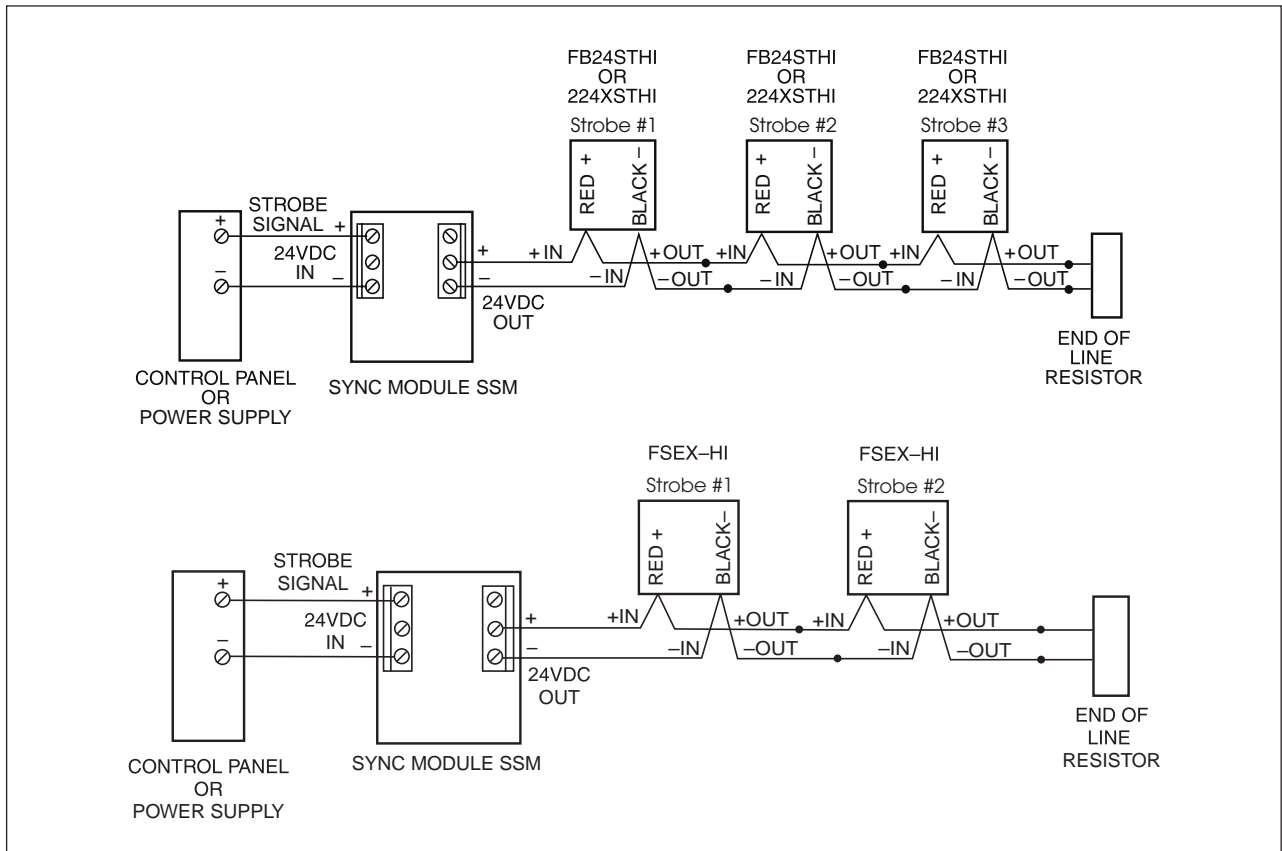 FB24STHI
OR
224XSTHI
Strobe #1
FB24STHI
OR
224XSTHI
Strobe #2
FB24STHI
OR
224XSTHI
Strobe #3
RED +
BLACK –
RED +
BLACK –
RED +
BLACK –
STROBE
SIGNAL
+
+
24VDC
IN
–
–
+
–
24VDC
OUT
+IN
–IN
+OUT
–OUT
+IN
–IN
+OUT
–OUT
+IN
–IN
+OUT
–OUT
END OF
LINE
RESISTOR
CONTROL PANEL
OR
POWER SUPPLY
SYNC MODULE SSM
FSEX–HI
Strobe #1
FSEX–HI
Strobe #2
RED +
BLACK–
RED +
BLACK–
STROBE
SIGNAL
+
+
24VDC
IN
–
–
+
–
24VDC
OUT
+IN
–IN
+OUT
–OUT
+IN
–IN
+OUT
–OUT
END OF
LINE
RESISTOR
CONTROL PANEL
OR
POWER SUPPLY
SYNC MODULE SSM